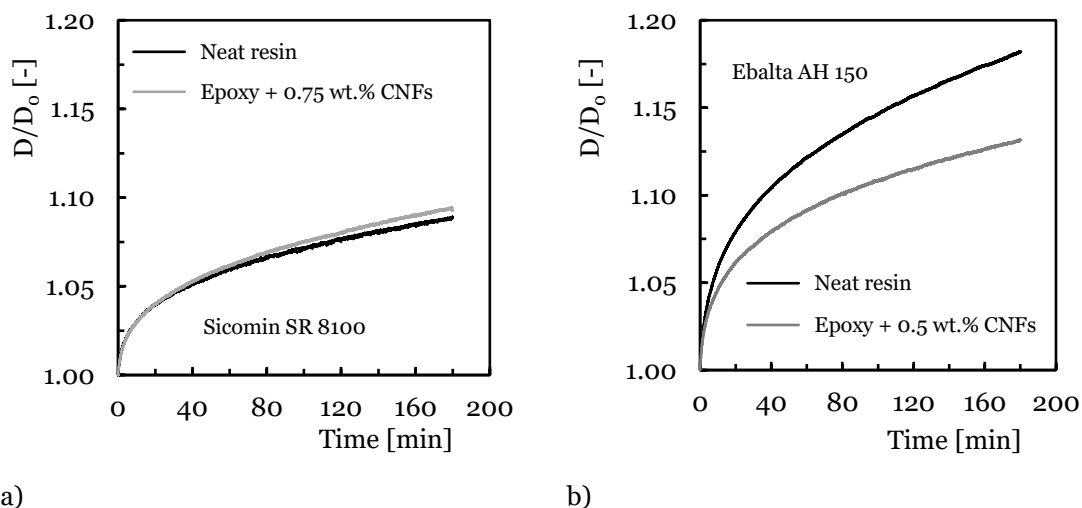 D/D₀ [-]
1.20
1.15
1.10
1.05
1.00
Neat resin
Epoxy + 0.75 wt.% CNFs
Sicomin SR 8100
0 40 80 120 160 200
Time [min]
a)
D/D₀ [-]
1.20
1.15
1.10
1.05
1.00
Ebalta AH 150
Neat resin
Epoxy + 0.5 wt.% CNFs
0 40 80 120 160 200
Time [min]
b)